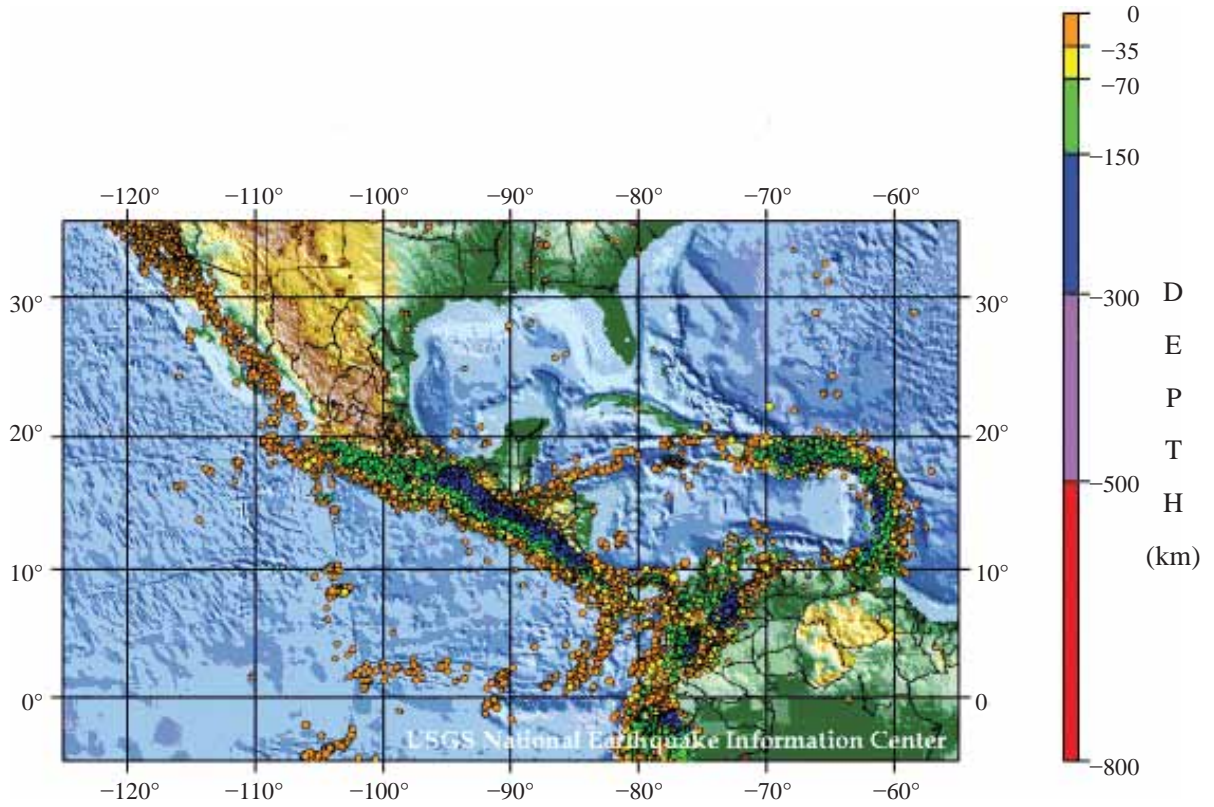 0
−35
−70
−150
−300
−500
−800
D
E
P
T
H
(km)
−120° −110° −100° −90° −80° −70° −60°
30° 30°
20° 20°
10° 10°
0° 0
USGS National Earthquake Information Center
−120° −110° −100° −90° −80° −70° −60°